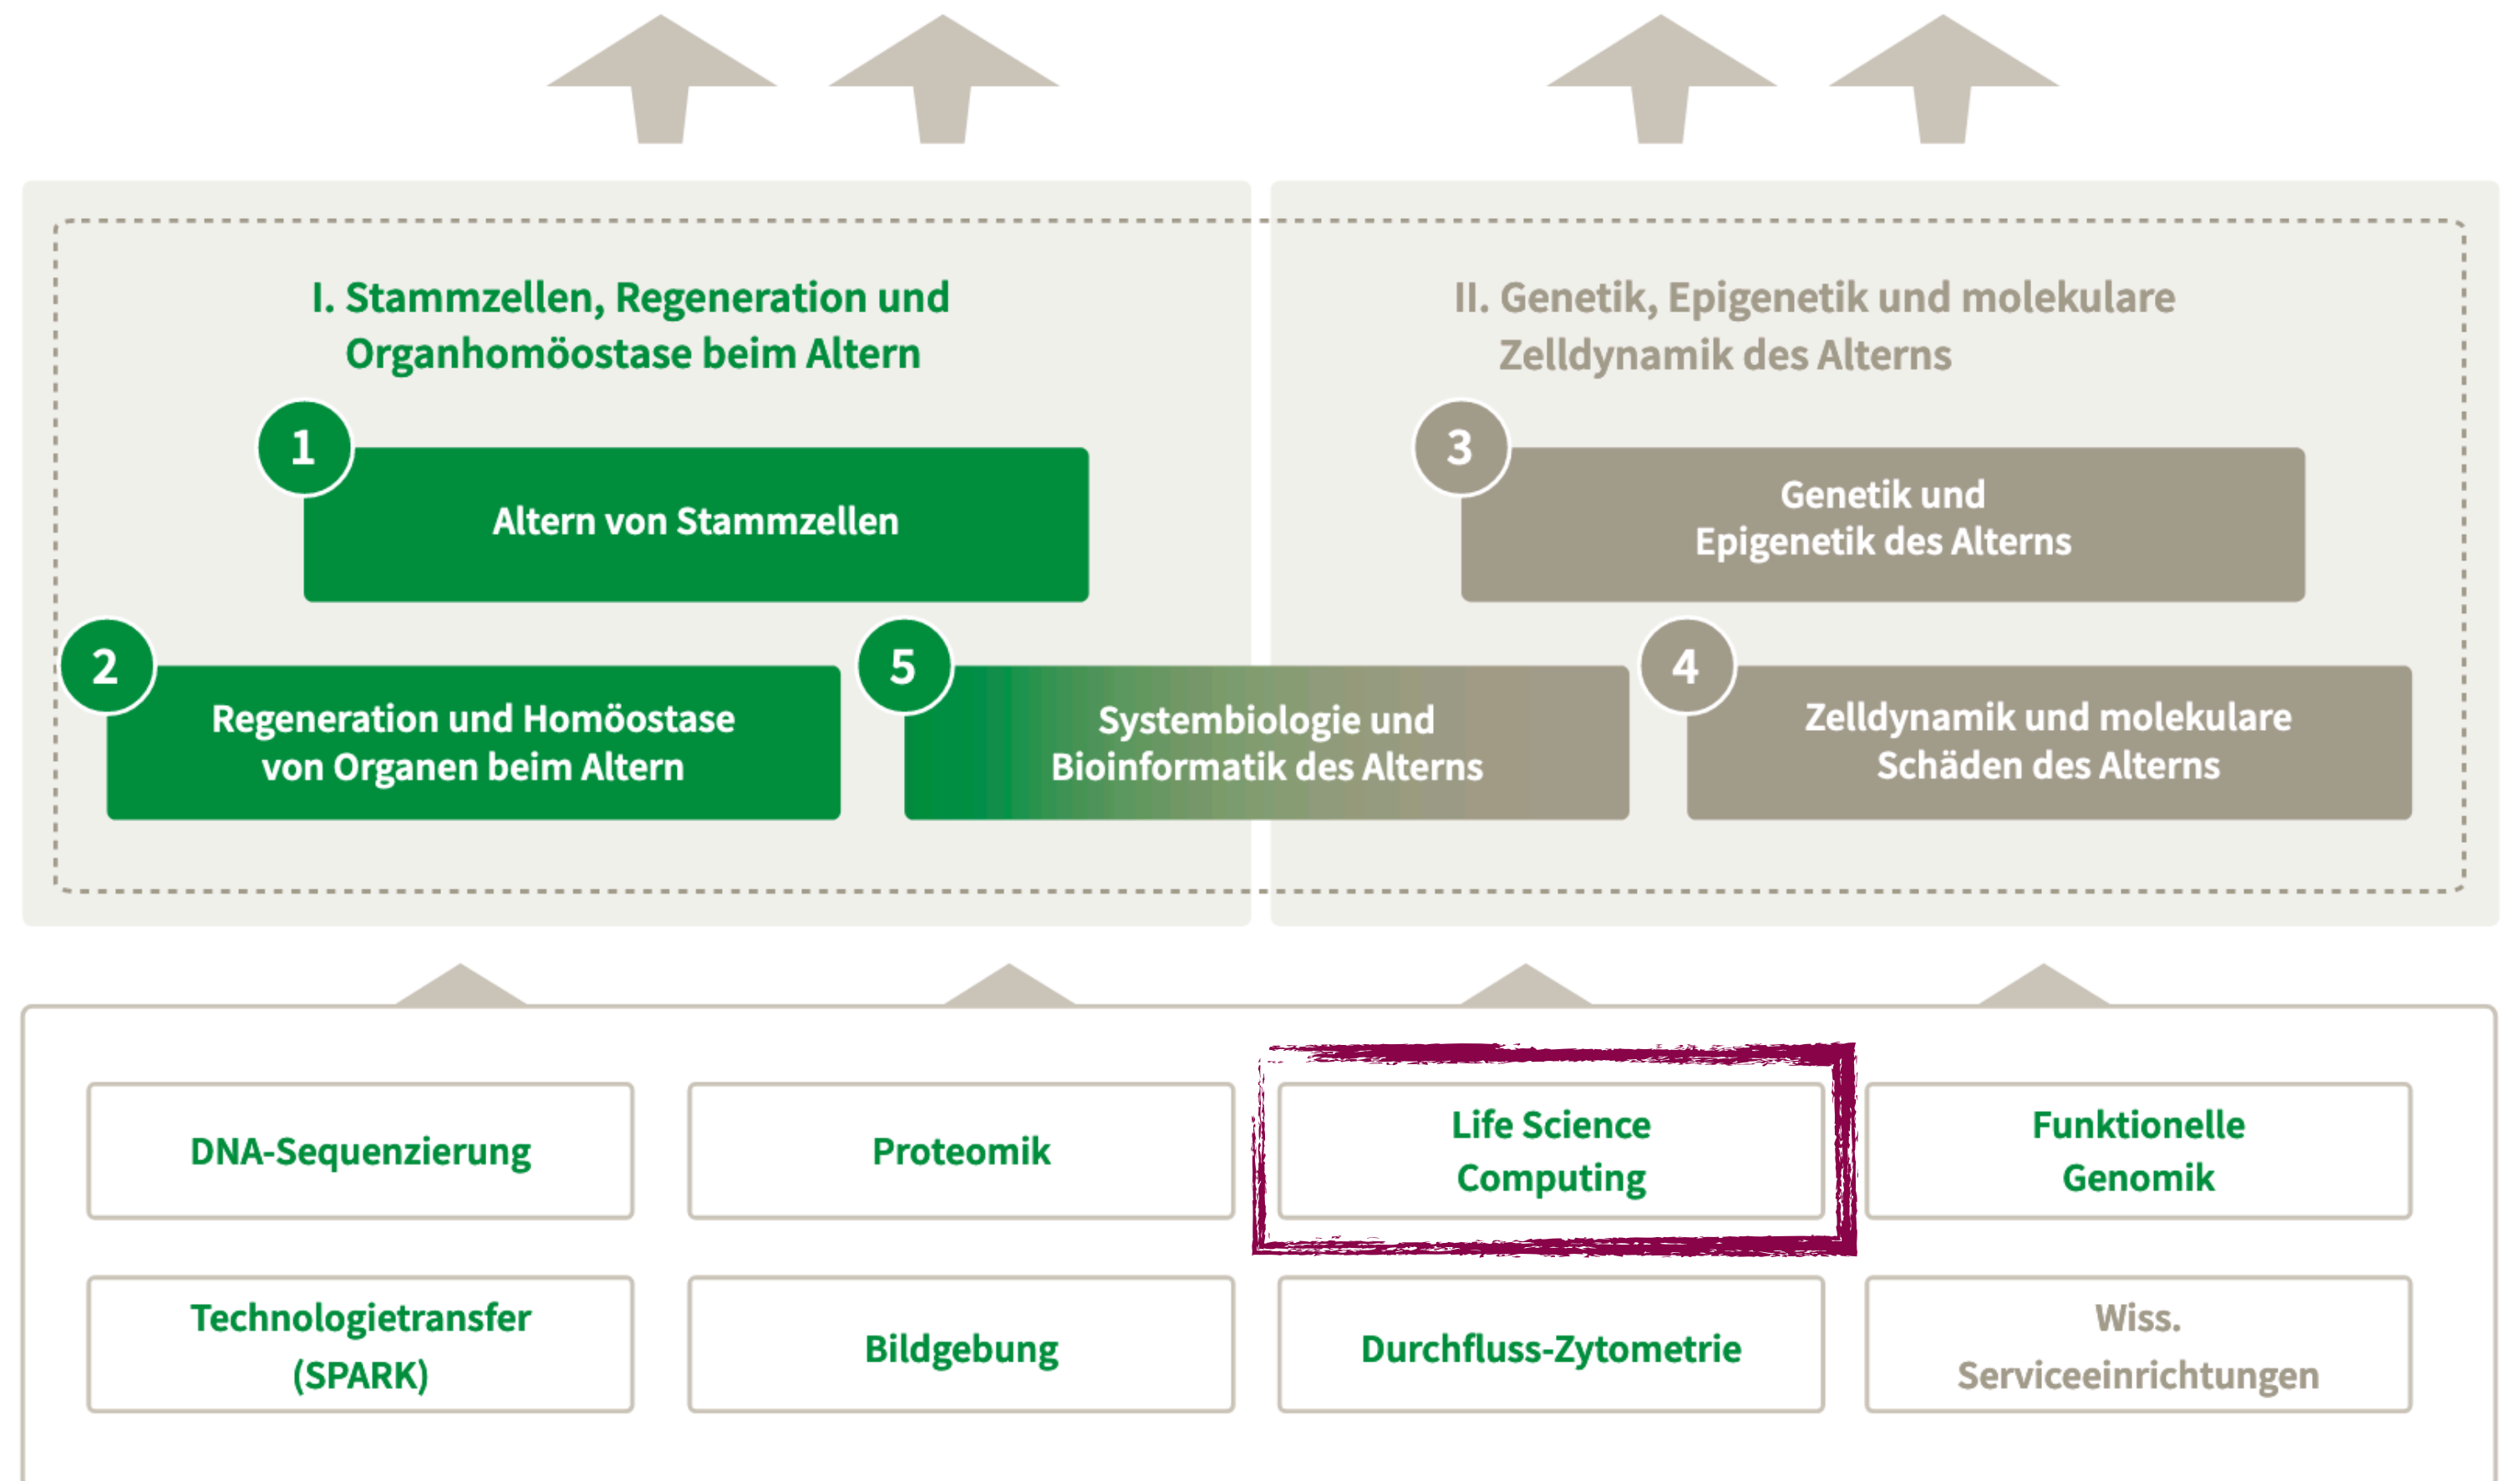 I. Stammzellen, Regeneration und
Organhomöostase beim Altern
1
Altern von Stammzellen
2
Regeneration und Homöostase
von Organen beim Altern
5
Systembiologie und
Bioinformatik des Alterns
II. Genetik, Epigenetik und molekulare
Zelldynamik des Alterns
3
Genetik und
Epigenetik des Alterns
4
Zelldynamik und molekulare
Schäden des Alterns
DNA-Sequenzierung
Proteomik
Life Science
Computing
Funktionelle
Genomik
Technologietransfer
(SPARK)
Bildgebung
Durchfluss-Zytometrie
Wiss.
Serviceeinrichtungen